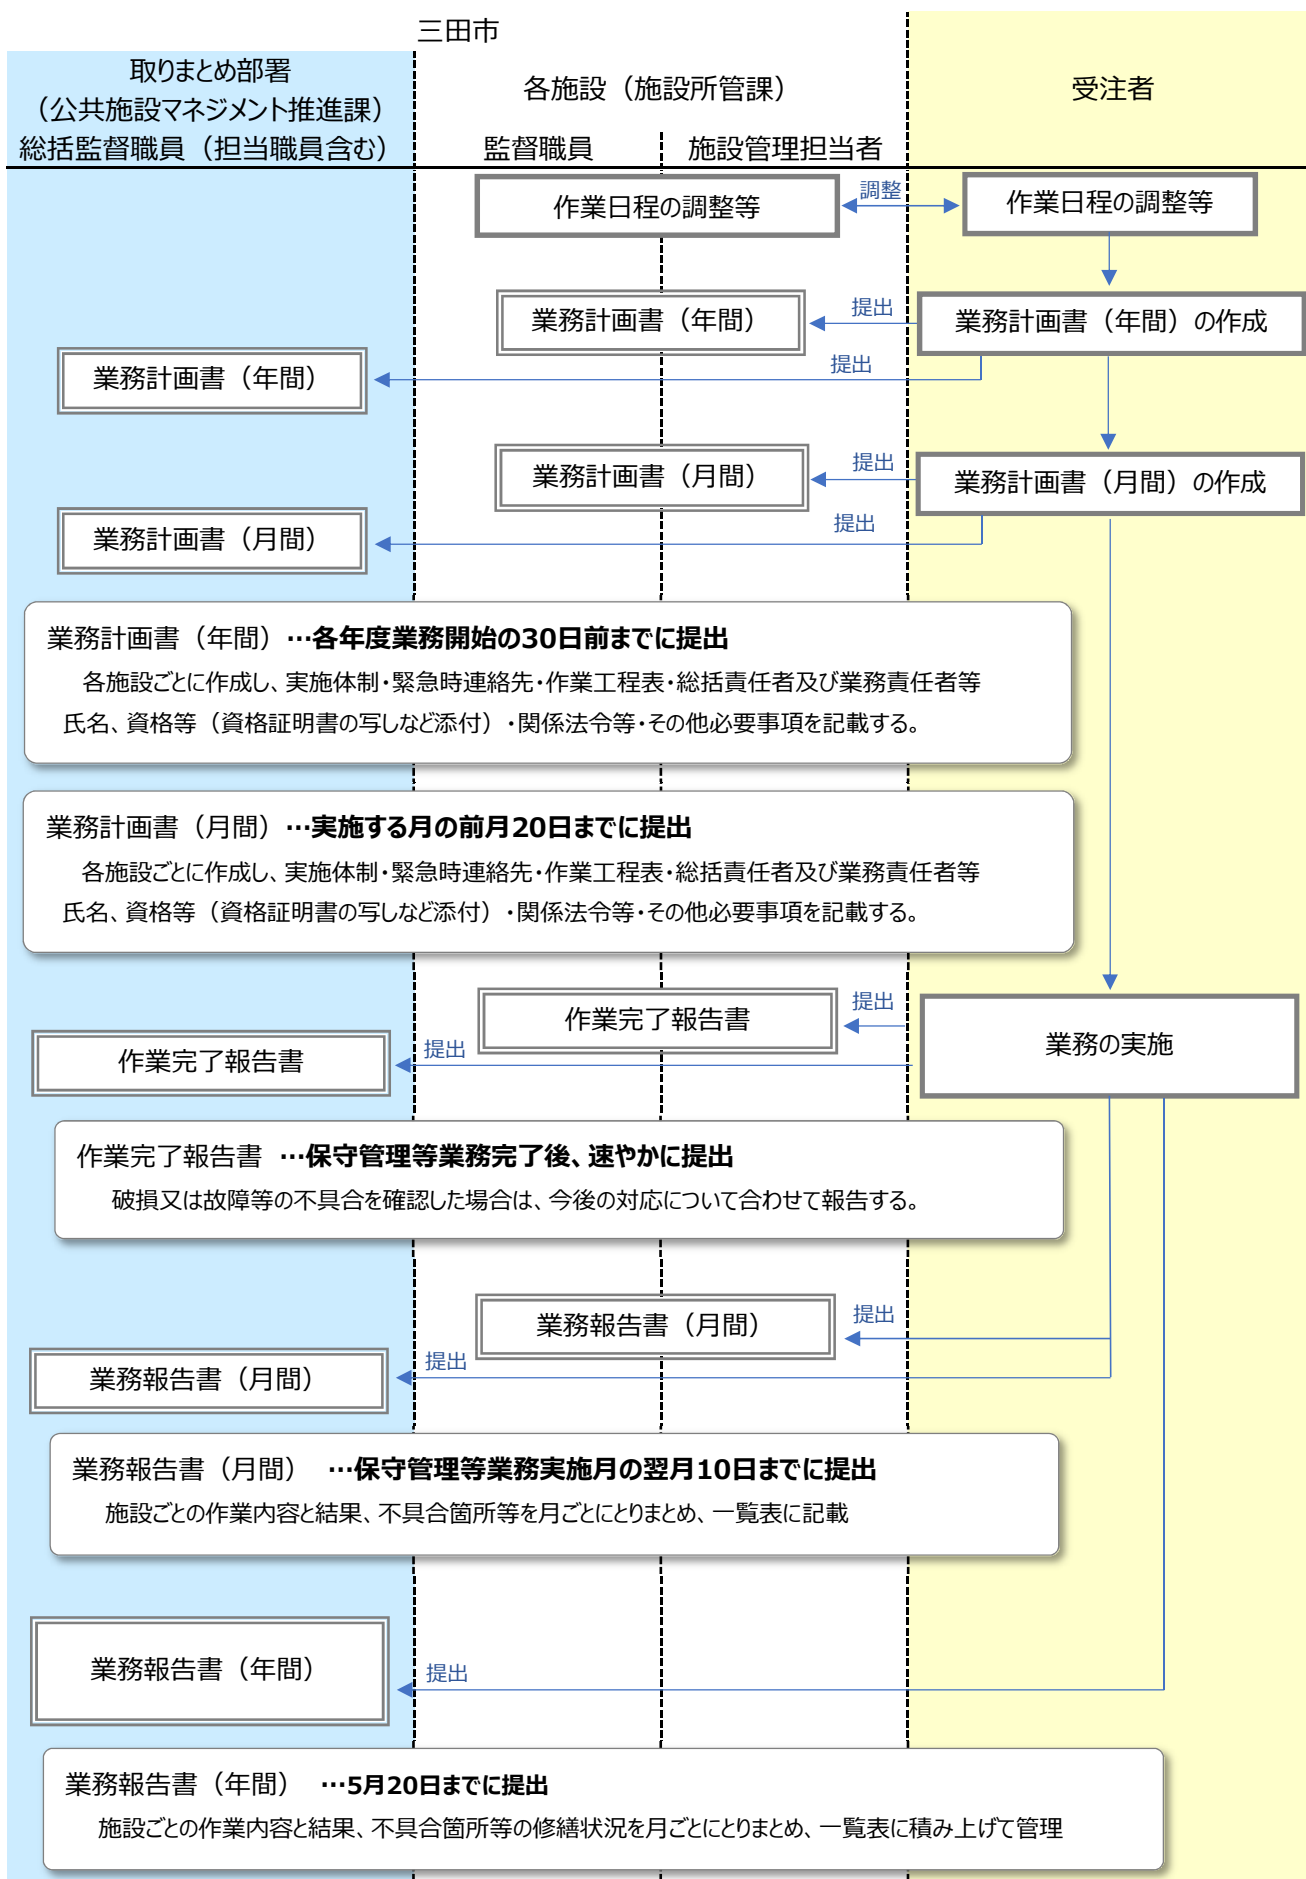 三田市
取りまとめ部署
（公共施設マネジメント推進課）
総括監督職員（担当職員含む）
各施設（施設所管課）
監督職員
施設管理担当者
受注者
作業日程の調整等
調整
作業日程の調整等
業務計画書（年間）
提出
業務計画書（年間）の作成
業務計画書（年間）
提出
業務計画書（月間）
提出
業務計画書（月間）の作成
業務計画書（月間）
提出
業務計画書（年間）…各年度業務開始の30日前までに提出
各施設ごとに作成し、実施体制・緊急時連絡先・作業工程表・総括責任者及び業務責任者等
氏名、資格等（資格証明書の写しなど添付）・関係法令等・その他必要事項を記載する。
業務計画書（月間）…実施する月の前月20日までに提出
各施設ごとに作成し、実施体制・緊急時連絡先・作業工程表・総括責任者及び業務責任者等
氏名、資格等（資格証明書の写しなど添付）・関係法令等・その他必要事項を記載する。
作業完了報告書
提出
業務の実施
作業完了報告書
提出
作業完了報告書 …保守管理等業務完了後、速やかに提出
破損又は故障等の不具合を確認した場合は、今後の対応について合わせて報告する。
業務報告書（月間）
提出
業務報告書（月間）
提出
業務報告書（月間） …保守管理等業務実施月の翌月10日までに提出
施設ごとの作業内容と結果、不具合箇所等を月ごとにとりまとめ、一覧表に記載
業務報告書（年間）
提出
業務報告書（年間） …5月20日までに提出
施設ごとの作業内容と結果、不具合箇所等の修繕状況を月ごとにとりまとめ、一覧表に積み上げて管理